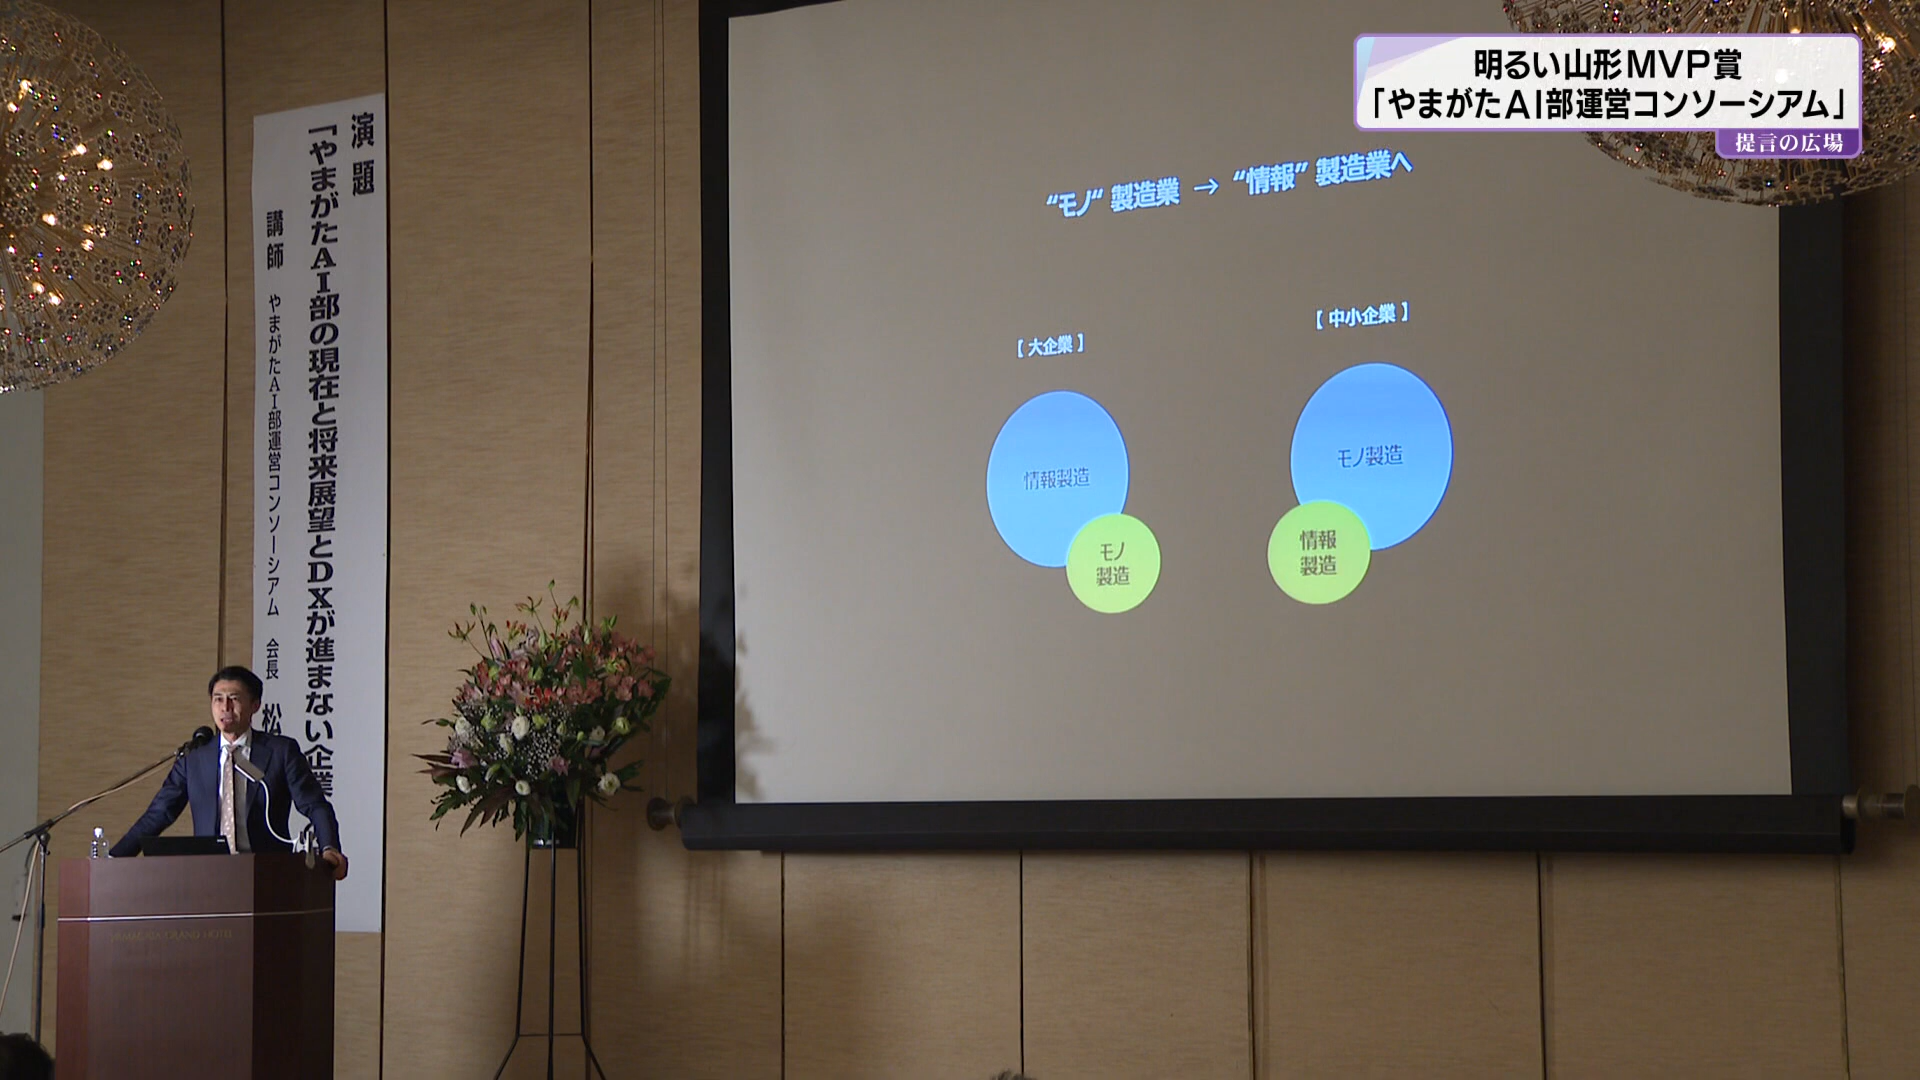 明るい山形MVP賞
「やまがたAI部運営コンソーシアム」
提言の広場
演題
「やまがたAI部の現在と将来展望とDXが進まない企業
講師 やまがたAI部運営コンソーシアム 会長 松
“モノ“ 製造業 → “情報” 製造業へ
【 大企業 】
【 中小企業 】
情報製造
モノ
製造
モノ製造
情報
製造
YAMAGATA GRAND HOTEL